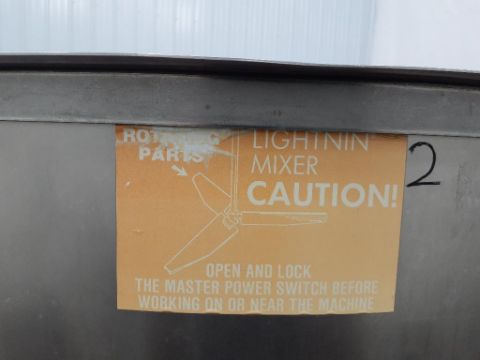 ROTATING
PARTS
LIGHTNIN
MIXER
CAUTION!
2
OPEN AND LOCK
THE MASTER POWER SWITCH BEFORE
WORKING ON OR NEAR THE MACHINE